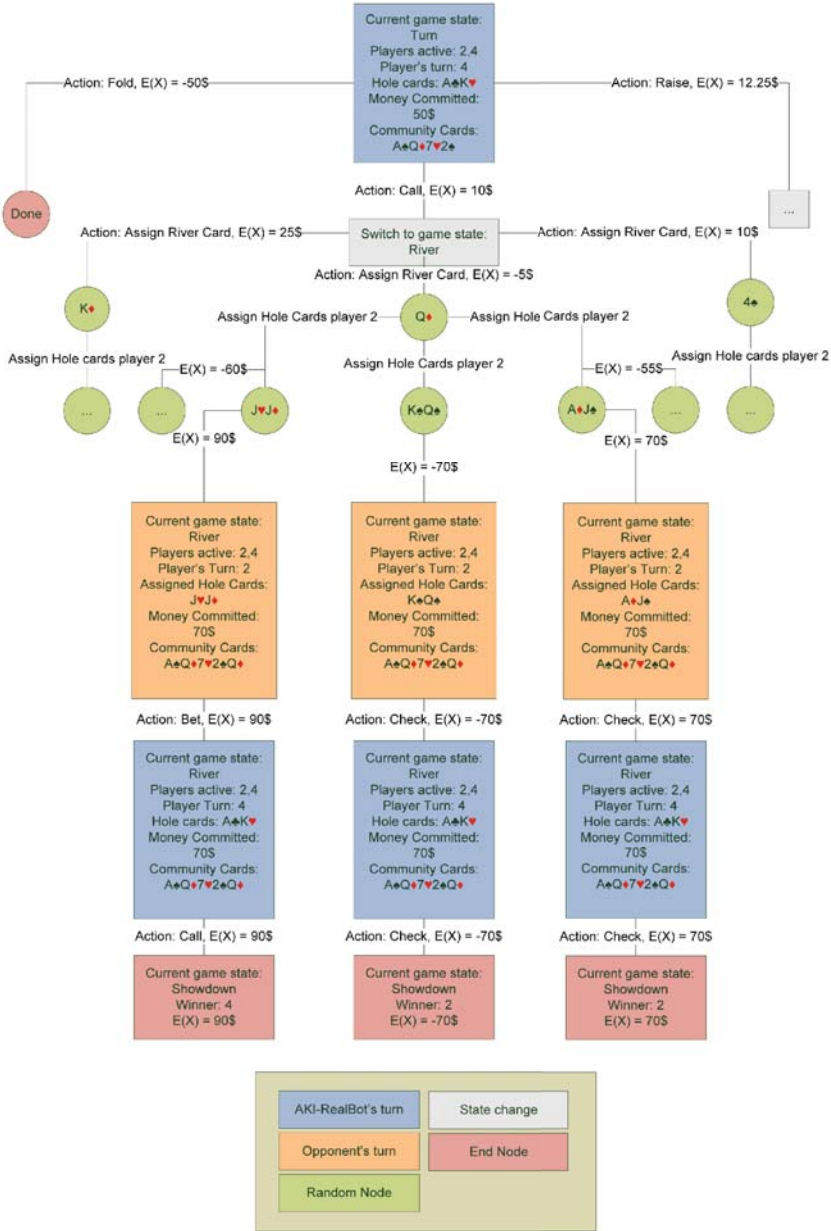 Current game state:
Turn
Players active: 2,4
Player's turn: 4
Hole cards: A♣K♥
Money Committed:
50$
Community Cards:
A♠Q♦7♥2♠
Action: Fold, E(X) = -50$
Action: Raise, E(X) = 12.25$
Done
...
Action: Call, E(X) = 10$
Switch to game state:
River
Action: Assign River Card, E(X) = 25$
Action: Assign River Card, E(X) = -5$
Action: Assign River Card, E(X) = 10$
K♦
Q♦
4♠
Assign Hole Cards player 2
Assign Hole Cards player 2
Assign Hole cards player 2
Assign Hole Cards player 2
Assign Hole cards player 2
E(X) = -60$
E(X) = -55$
...
...
J♥J♦
K♠Q♠
A♦J♠
...
...
E(X) = 90$
E(X) = -70$
E(X) = 70$
Current game state:
River
Players active: 2,4
Player's Turn: 2
Assigned Hole Cards:
J♥J♦
Money Committed:
70$
Community Cards:
A♠Q♦7♥2♠Q♦
Current game state:
River
Players active: 2,4
Player's Turn: 2
Assigned Hole Cards:
K♠Q♠
Money Committed:
70$
Community Cards:
A♠Q♦7♥2♠Q♦
Current game state:
River
Players active: 2,4
Player's Turn: 2
Assigned Hole Cards:
A♦J♠
Money Committed:
70$
Community Cards:
A♠Q♦7♥2♠Q♦
Action: Bet, E(X) = 90$
Action: Check, E(X) = -70$
Action: Check, E(X) = 70$
Current game state:
River
Players active: 2,4
Player Turn: 4
Hole cards: A♣K♥
Money Committed:
70$
Community Cards:
A♠Q♦7♥2♠Q♦
Current game state:
River
Players active: 2,4
Player Turn: 4
Hole cards: A♣K♥
Money Committed:
70$
Community Cards:
A♠Q♦7♥2♠Q♦
Current game state:
River
Players active: 2,4
Player Turn: 4
Hole cards: A♣K♥
Money Committed:
70$
Community Cards:
A♠Q♦7♥2♠Q♦
Action: Call, E(X) = 90$
Action: Check, E(X) = -70$
Action: Check, E(X) = 70$
Current game state:
Showdown
Winner: 4
E(X) = 90$
Current game state:
Showdown
Winner: 2
E(X) = -70$
Current game state:
Showdown
Winner: 2
E(X) = 70$
AKI-RealBot's turn
State change
Opponent's turn
End Node
Random Node